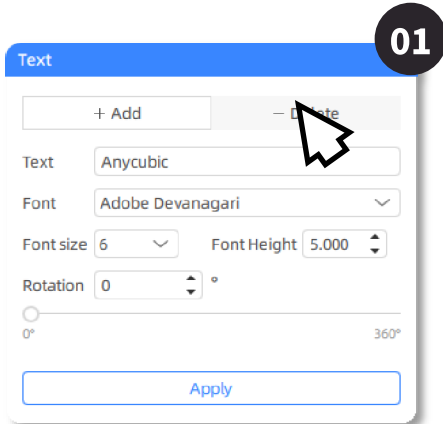 01
Text
+ Add
Text Anycubic
Font Adobe Devanagari
Font size 6 Font Height 5.000
Rotation 0 °
0° 360°
Apply